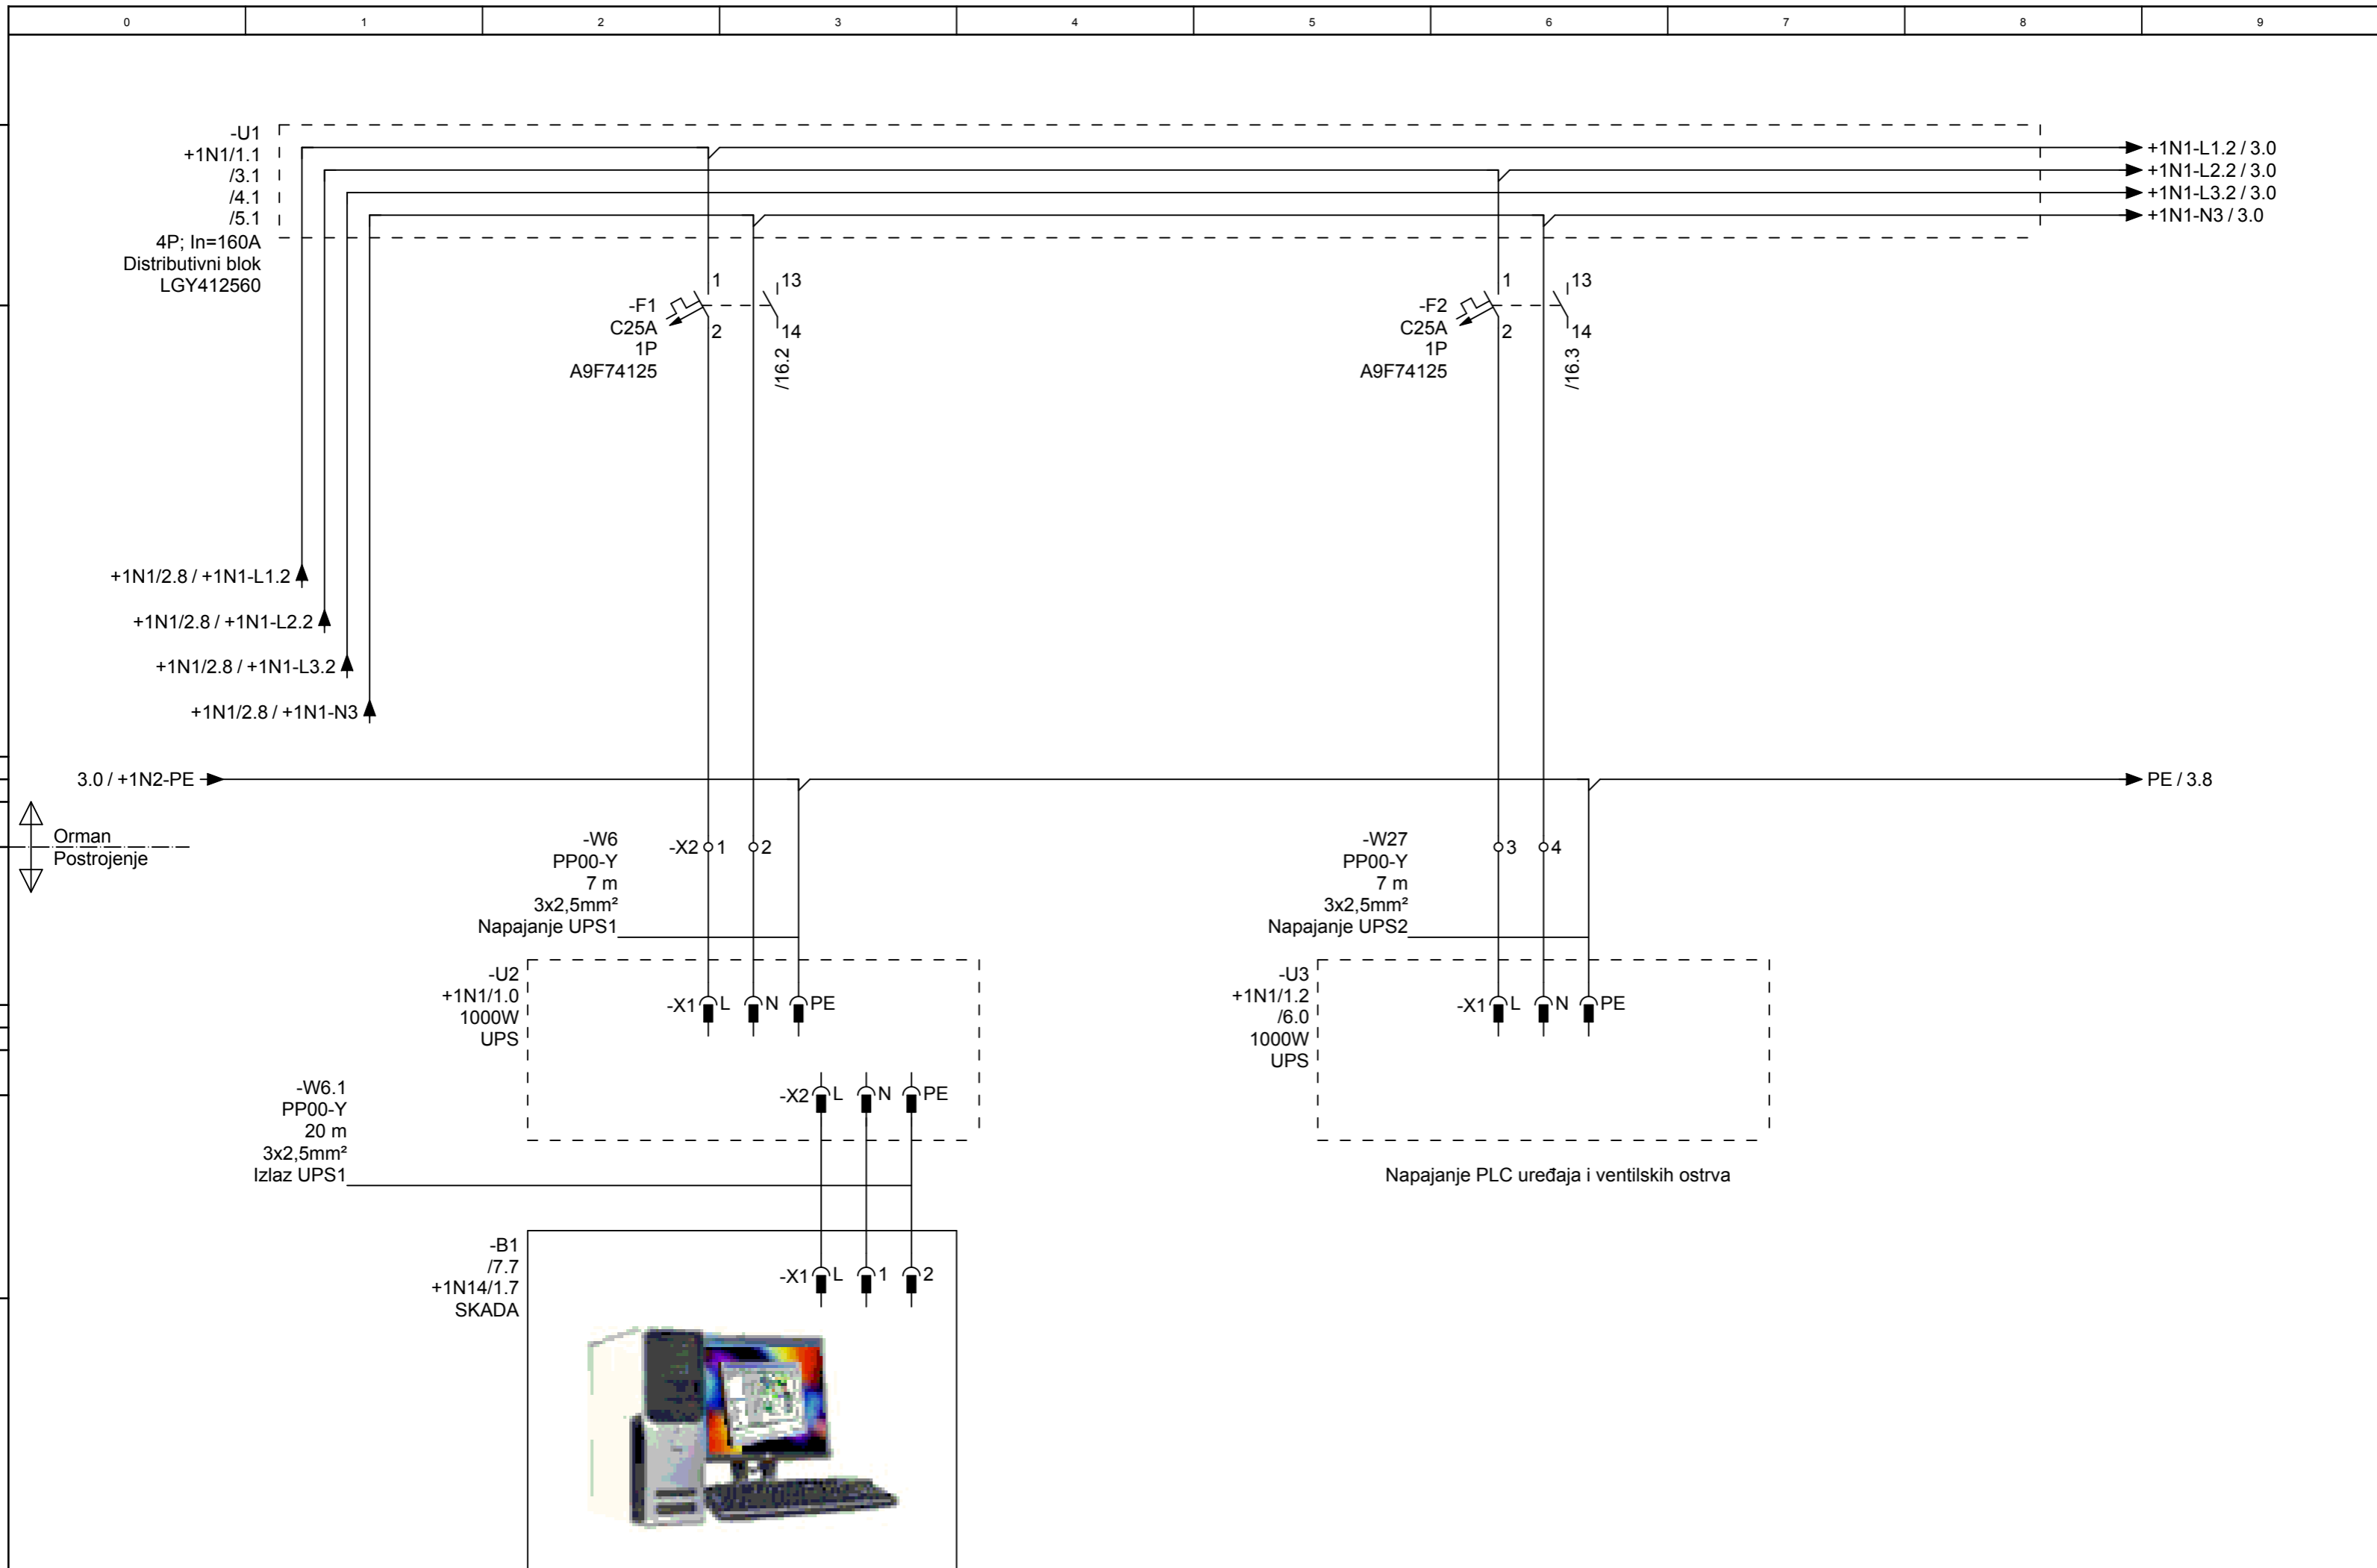 0 1 2 3 4 5 6 7 8 9
-U1
+1N1/1.1
/3.1
/4.1
/5.1
4P; In=160A
Distributivni blok
LGY412560
+1N1-L1.2 / 3.0
+1N1-L2.2 / 3.0
+1N1-L3.2 / 3.0
+1N1-N3 / 3.0
-F1
C25A
1P
A9F74125
1
2
13
14
/16.2
-F2
C25A
1P
A9F74125
1
2
13
14
/16.3
+1N1/2.8 / +1N1-L1.2
+1N1/2.8 / +1N1-L2.2
+1N1/2.8 / +1N1-L3.2
+1N1/2.8 / +1N1-N3
3.0 / +1N2-PE
PE / 3.8
Orman
Postrojenje
-W6
PP00-Y
7 m
3x2,5mm²
Napajanje UPS1
-X2 1 2
-W27
PP00-Y
7 m
3x2,5mm²
Napajanje UPS2
3 4
-U2
+1N1/1.0
1000W
UPS
-X1 L N PE
-X2 L N PE
-U3
+1N1/1.2
/6.0
1000W
UPS
-X1 L N PE
-W6.1
PP00-Y
20 m
3x2,5mm²
Izlaz UPS1
Napajanje PLC uređaja i ventilskih ostrva
-B1
/7.7
+1N14/1.7
SKADA
-X1 L 1 2